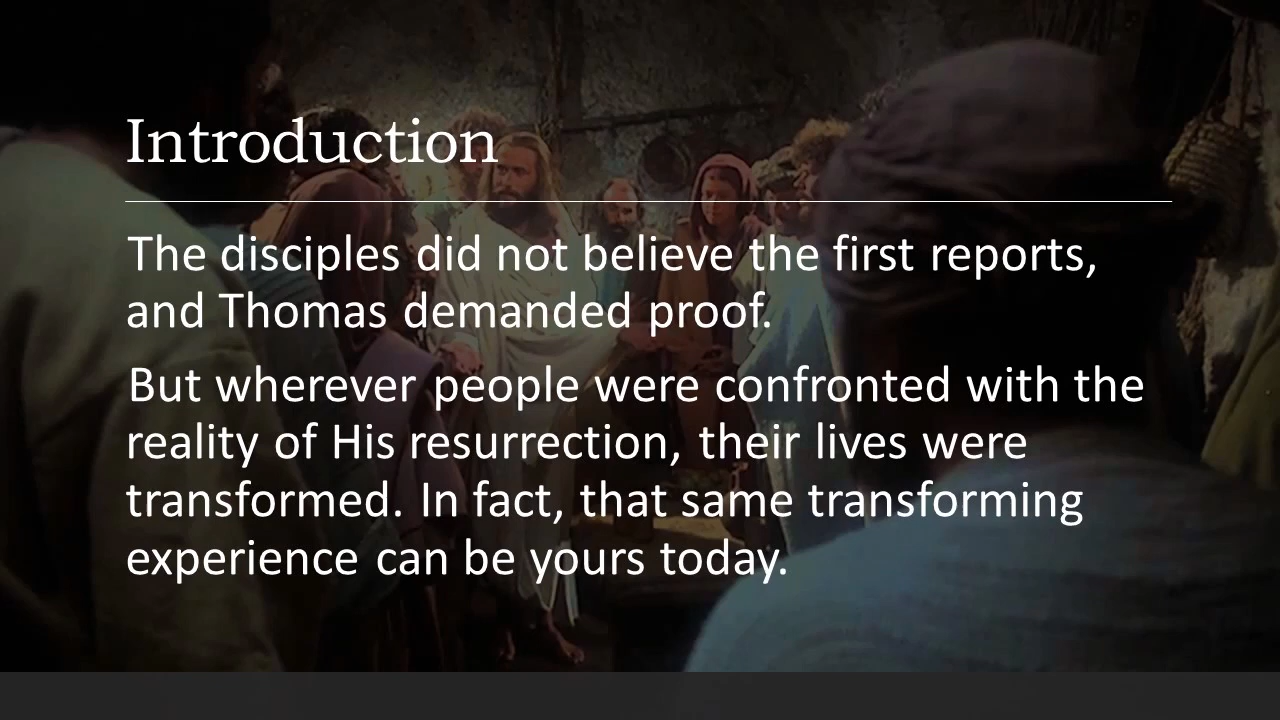 Introduction
The disciples did not believe the first reports,
and Thomas demanded proof.
But wherever people were confronted with the
reality of His resurrection, their lives were
transformed. In fact, that same transforming
experience can be yours today.